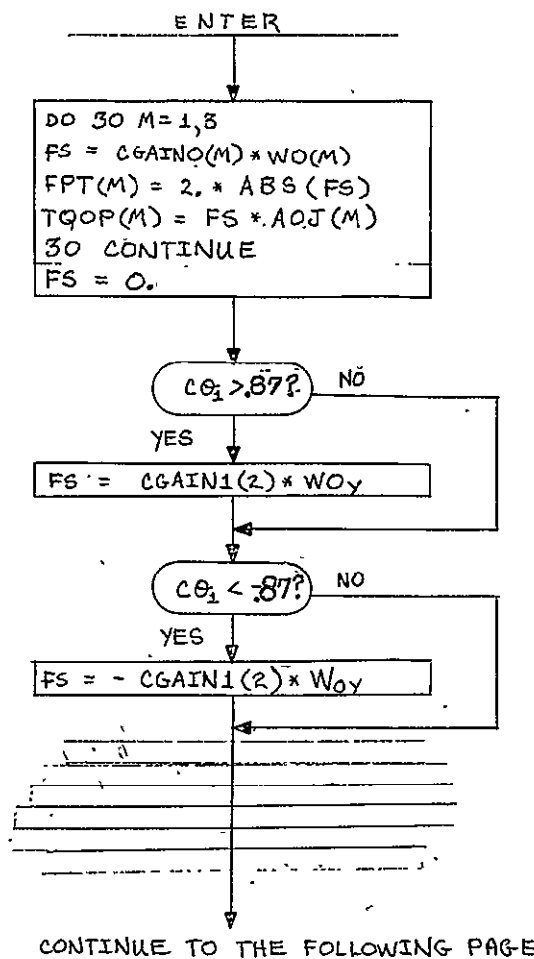 ENTER
DO 30 M=1,3
FS = CGAINO(M)*WO(M)
FPT(M) = 2. * ABS(FS)
TQOP(M) = FS * AOJ(M)
30 CONTINUE
FS = 0.
Cθ1 > .87?
NO
YES
FS = CGAIN1(2) * WOY
Cθ1 < -.87?
NO
YES
FS = - CGAIN1(2) * WOY
CONTINUE TO THE FOLLOWING PAGE